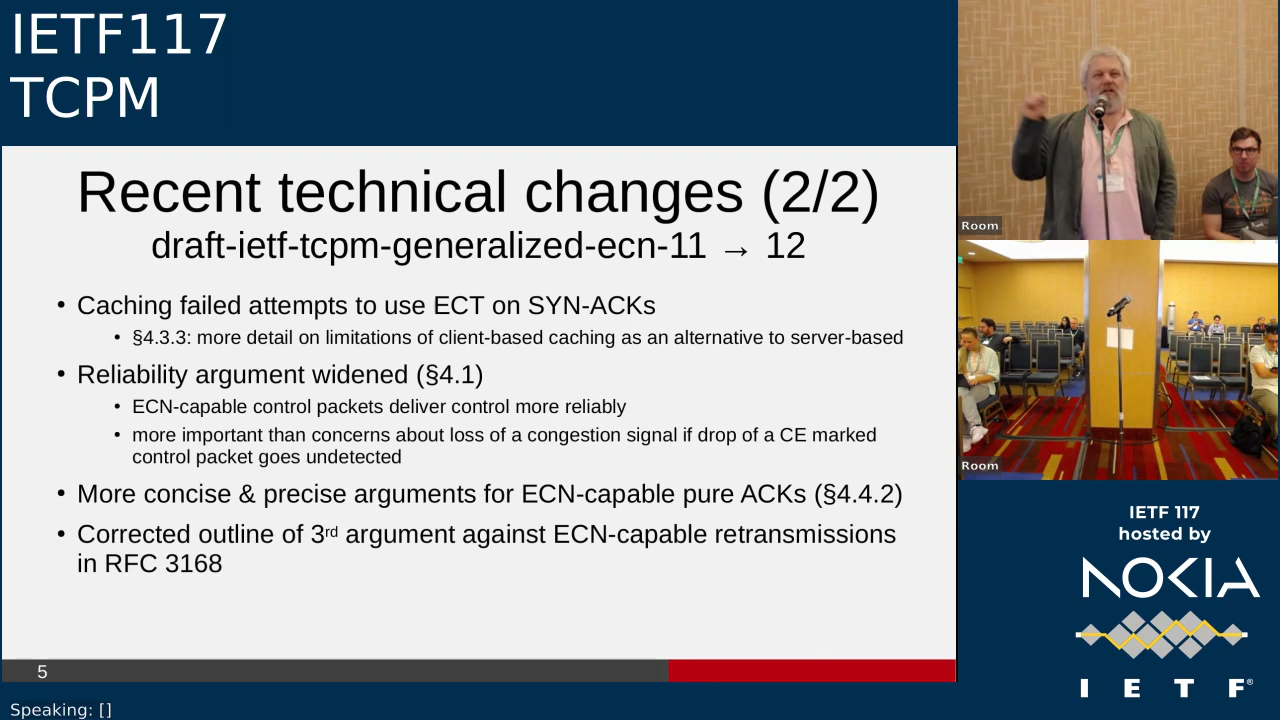 IETF117
TCPM
Recent technical changes (2/2)
draft-ietf-tcpm-generalized-ecn-11 → 12
• Caching failed attempts to use ECT on SYN-ACKs
• §4.3.3: more detail on limitations of client-based caching as an alternative to server-based
• Reliability argument widened (§4.1)
• ECN-capable control packets deliver control more reliably
• more important than concerns about loss of a congestion signal if drop of a CE marked
control packet goes undetected
• More concise & precise arguments for ECN-capable pure ACKs (§4.4.2)
• Corrected outline of 3rd argument against ECN-capable retransmissions
in RFC 3168
5
Speaking: []
Room
Room
IETF 117
hosted by
NOKIA
I E T F®